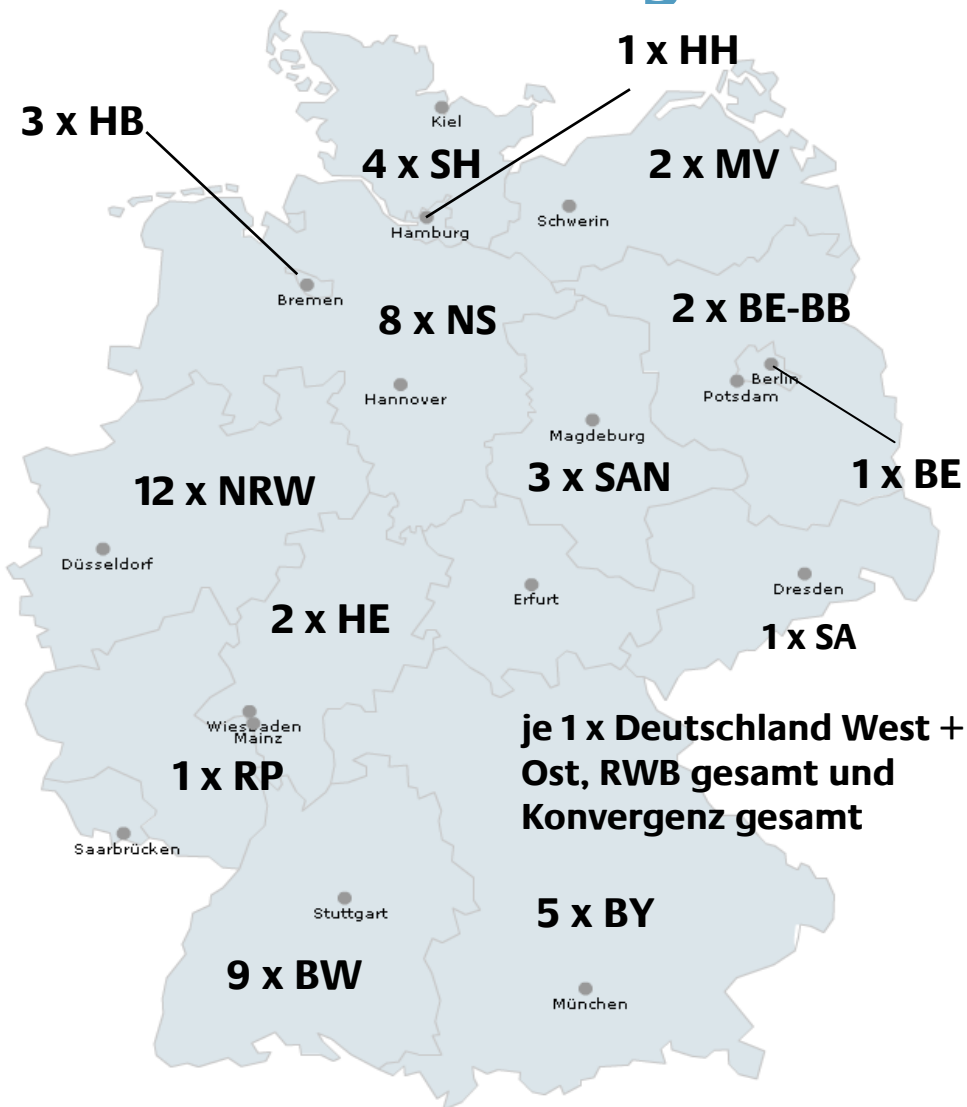 1 x HH
3 x HB
Kiel
4 x SH
2 x MV
Schwerin
Hamburg
Bremen
8 x NS
2 x BE-BB
Berlin
Potsdam
Hannover
Magdeburg
12 x NRW
3 x SAN
1 x BE
Düsseldorf
Erfurt
Dresden
2 x HE
1 x SA
Wiesbaden
Mainz
1 x RP
je 1 x Deutschland West +
Ost, RWB gesamt und
Konvergenz gesamt
Saarbrücken
Stuttgart
5 x BY
9 x BW
München